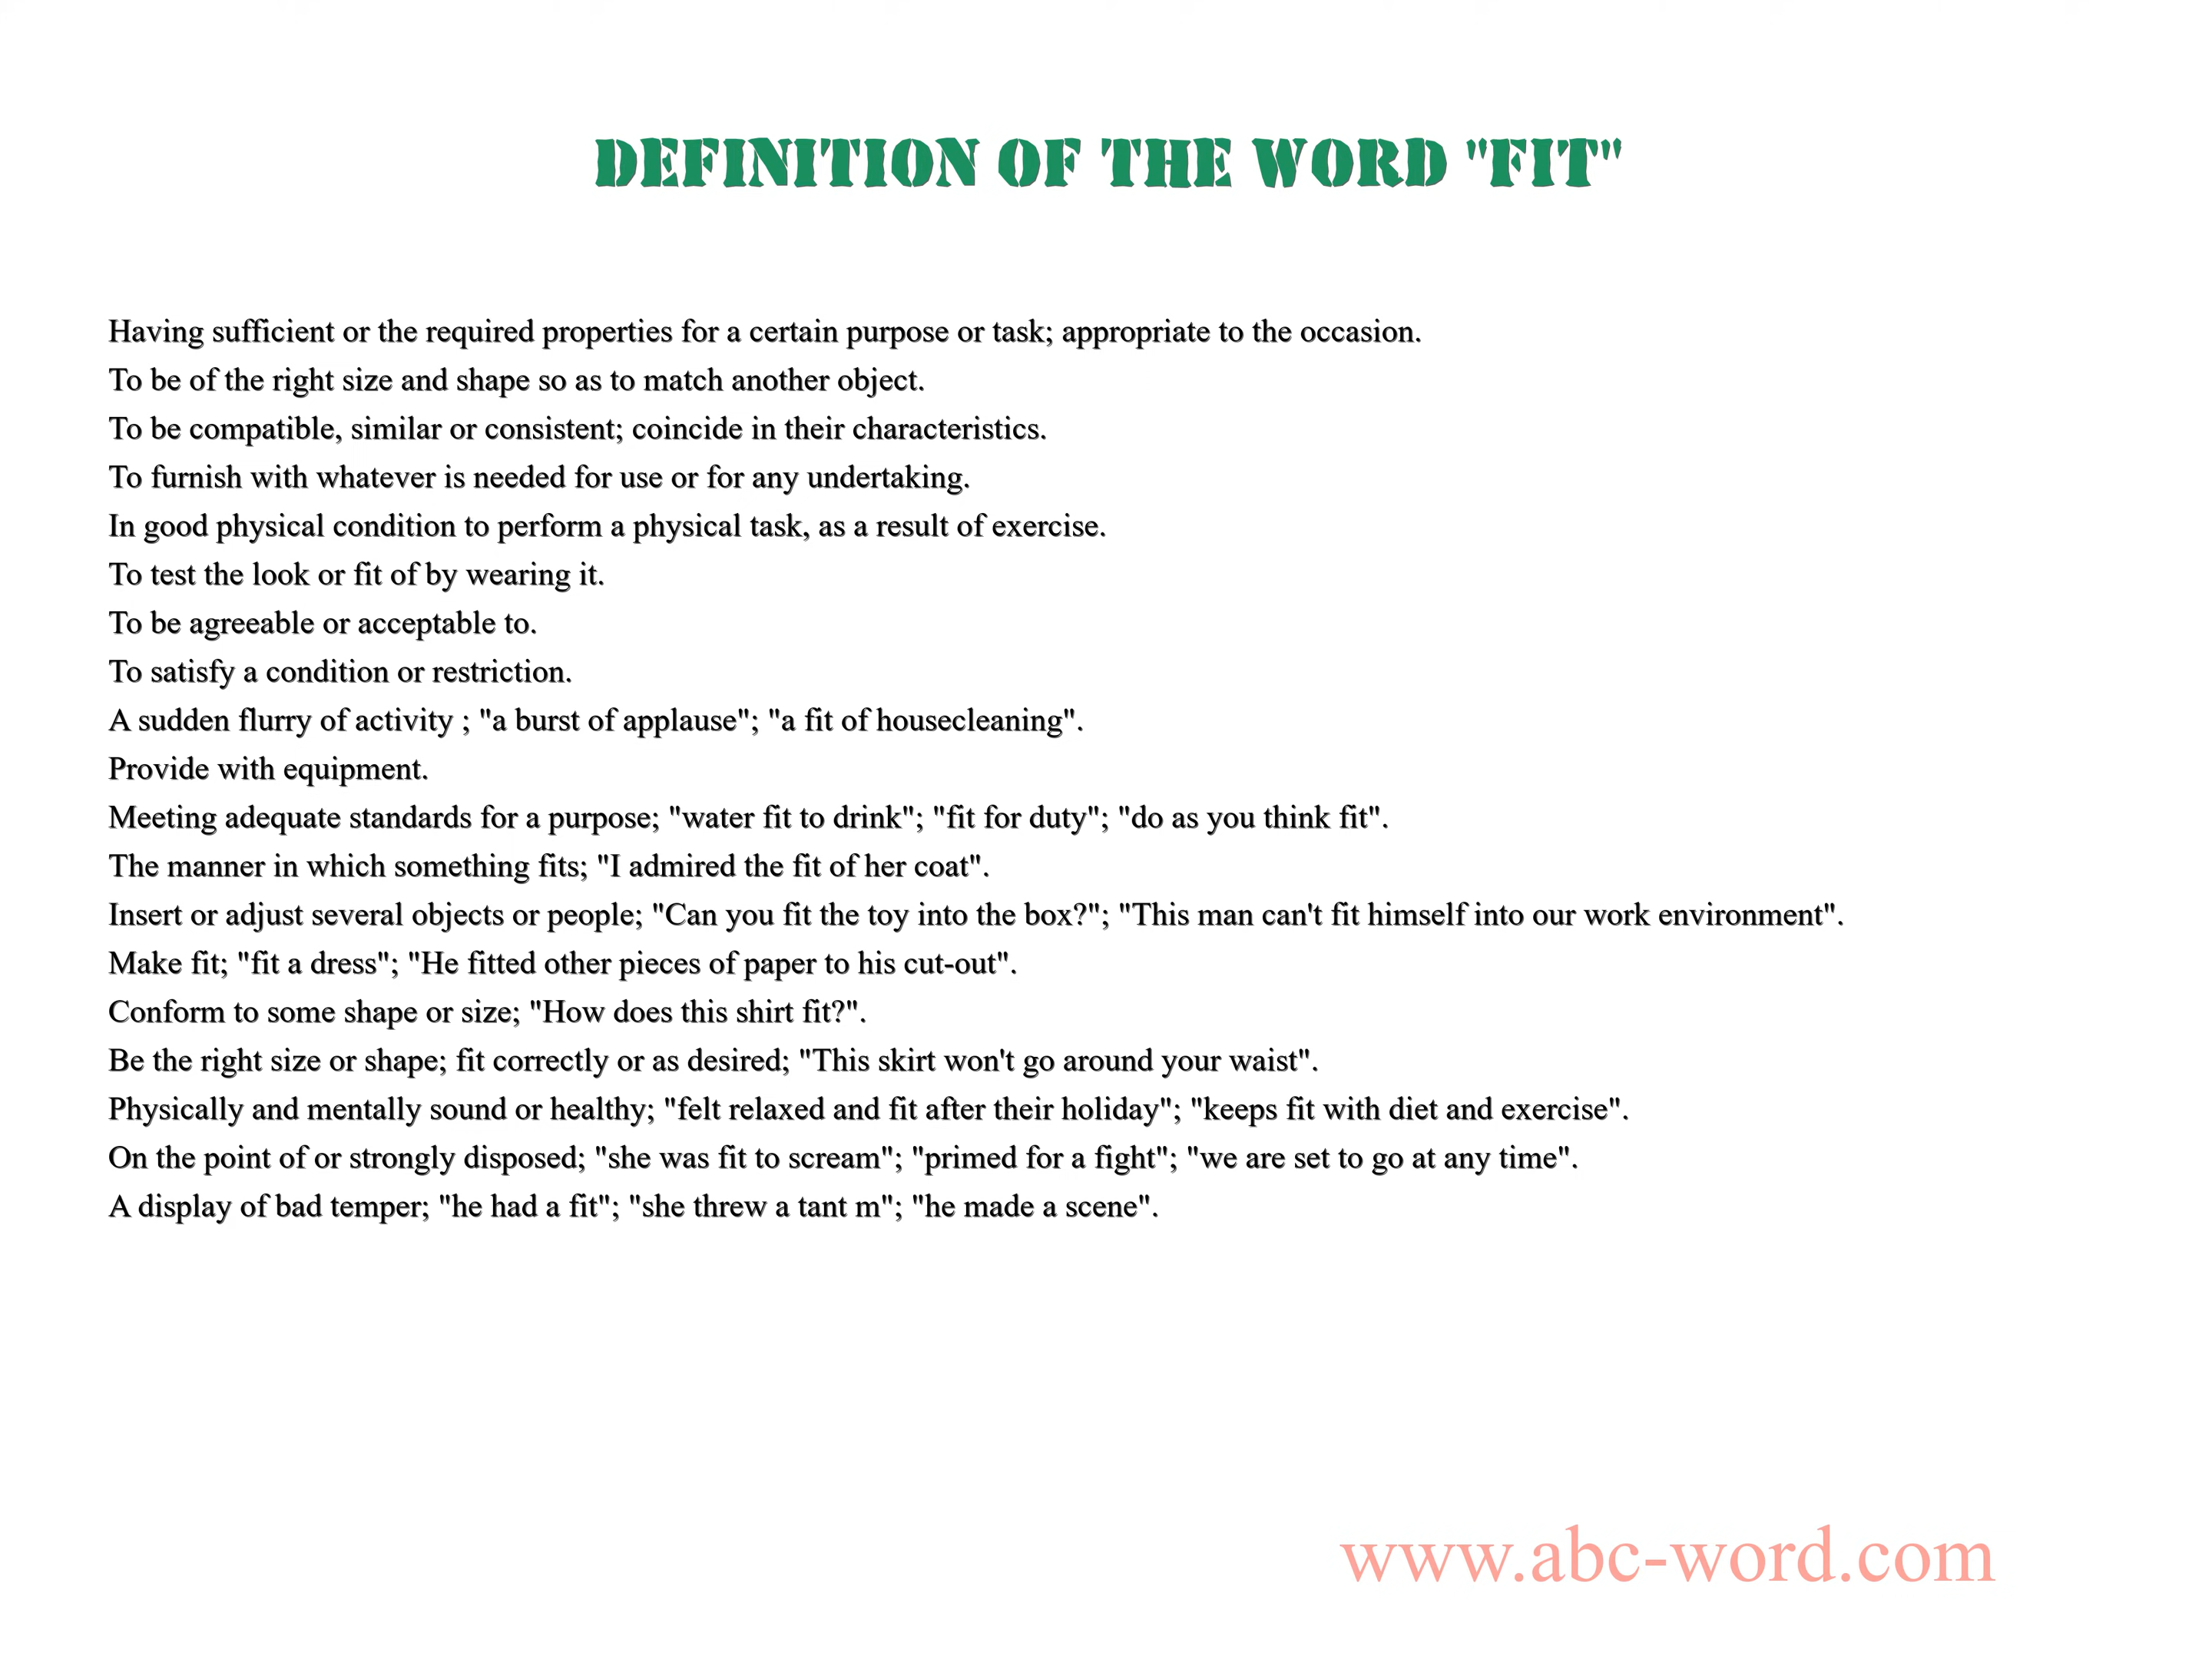 DEFINITION OF THE WORD "FIT"
Having sufficient or the required properties for a certain purpose or task; appropriate to the occasion.
To be of the right size and shape so as to match another object.
To be compatible, similar or consistent; coincide in their characteristics.
To furnish with whatever is needed for use or for any undertaking.
In good physical condition to perform a physical task, as a result of exercise.
To test the look or fit of by wearing it.
To be agreeable or acceptable to.
To satisfy a condition or restriction.
A sudden flurry of activity ; "a burst of applause"; "a fit of housecleaning".
Provide with equipment.
Meeting adequate standards for a purpose; "water fit to drink"; "fit for duty"; "do as you think fit".
The manner in which something fits; "I admired the fit of her coat".
Insert or adjust several objects or people; "Can you fit the toy into the box?"; "This man can't fit himself into our work environment".
Make fit; "fit a dress"; "He fitted other pieces of paper to his cut-out".
Conform to some shape or size; "How does this shirt fit?".
Be the right size or shape; fit correctly or as desired; "This skirt won't go around your waist".
Physically and mentally sound or healthy; "felt relaxed and fit after their holiday"; "keeps fit with diet and exercise".
On the point of or strongly disposed; "she was fit to scream"; "primed for a fight"; "we are set to go at any time".
A display of bad temper; "he had a fit"; "she threw a tant m"; "he made a scene".
www.abc-word.com